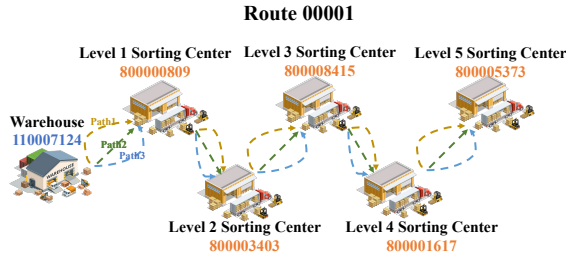 Route 00001
Level 1 Sorting Center
800000809
Level 3 Sorting Center
800008415
Level 5 Sorting Center
800005373
Warehouse
110007124
Path1
Path2
Path3
WAREHOUSE
Level 2 Sorting Center
800003403
Level 4 Sorting Center
800001617